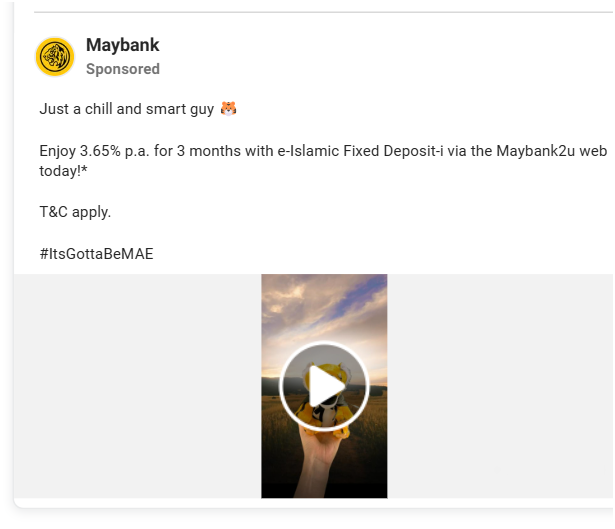 Maybank
Sponsored
Just a chill and smart guy 🐯
Enjoy 3.65% p.a. for 3 months with e-Islamic Fixed Deposit-i via the Maybank2u web
today!*
T&C apply.
#ItsGottaBeMAE